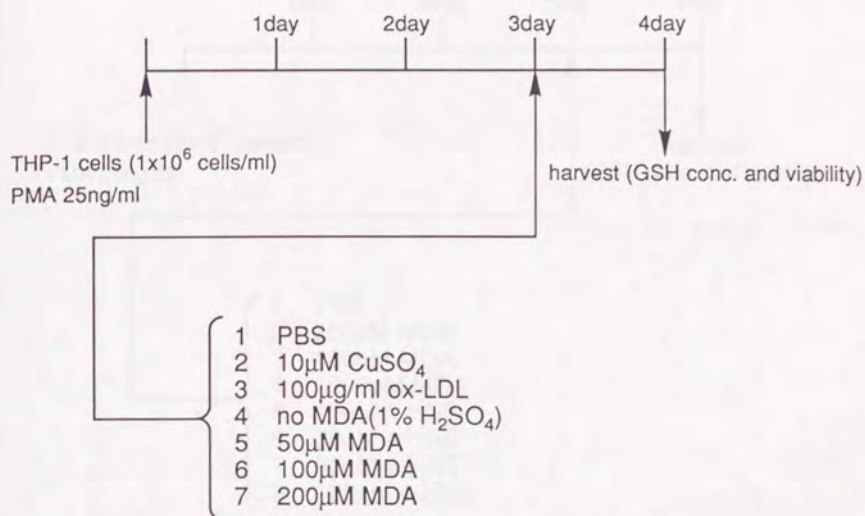 1day 2day 3day 4day
THP-1 cells (1x10⁶ cells/ml)
PMA 25ng/ml
harvest (GSH conc. and viability)
1 PBS
2 10µM CuSO₄
3 100µg/ml ox-LDL
4 no MDA(1% H₂SO₄)
5 50µM MDA
6 100µM MDA
7 200µM MDA